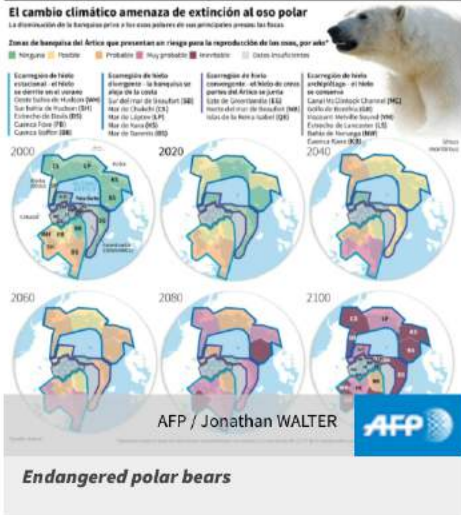 El cambio climático amenaza de extinción al oso polar
La disminución de la banquisa priva a los osos polares de sus principales presas: las focas
Zonas de banquisa del Ártico que presentan un riesgo para la reproducción de los osos, por año*
Ninguna Posible Probable Muy probable Inevitable Datos insuficientes
Ecorregión de hielo
estacional - el hielo
se derrite en el verano
Oeste bahía de Hudson (WH)
Sur bahía de Hudson (SH)
Estrecho de Davis (DS)
Cuenca Foxe (FB)
Cuenca Baffin (BB)
Ecorregión de hielo
divergente - la banquisa se
aleja de la costa
Sur del mar de Beaufort (SB)
Mar de Chukchi (CS)
Mar de Láptev (LP)
Mar de Kara (KS)
Mar de Barents (BS)
Ecorregión de hielo
convergente - el hielo de otras
partes del Ártico se junta
Este de Groenlandia (EG)
Norte del mar de Beaufort (NB)
Islas de la Reina Isabel (QE)
Ecorregión de hielo
archipiélago - el hielo
se conserva
Canal McClintock Channel (MC)
Golfo de Boothia (GB)
Viscount Melville Sound (VM)
Estrecho de Lancaster (LS)
Bahía de Noruega (NW)
Cuenca Kane (KB)
Ursus
maritimus
2000
2020
2040
2060
2080
2100
AFP / Jonathan WALTER
AFP
Endangered polar bears